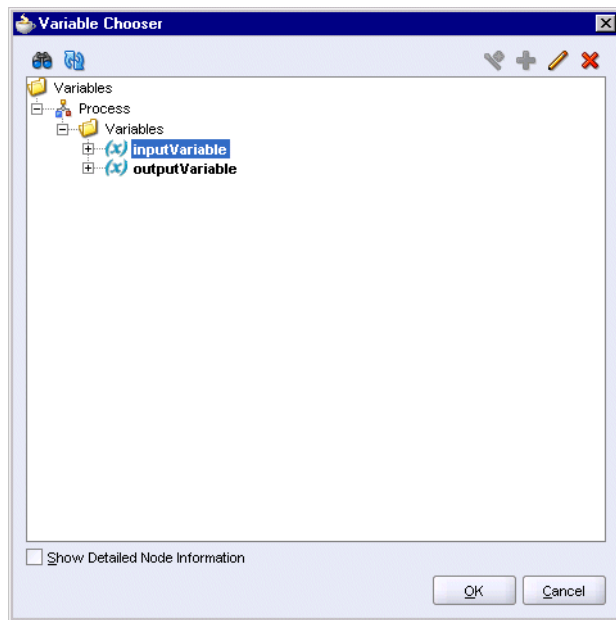 Variable Chooser
Variables
Process
Variables
(x) inputVariable
(x) outputVariable
Show Detailed Node Information
OK Cancel